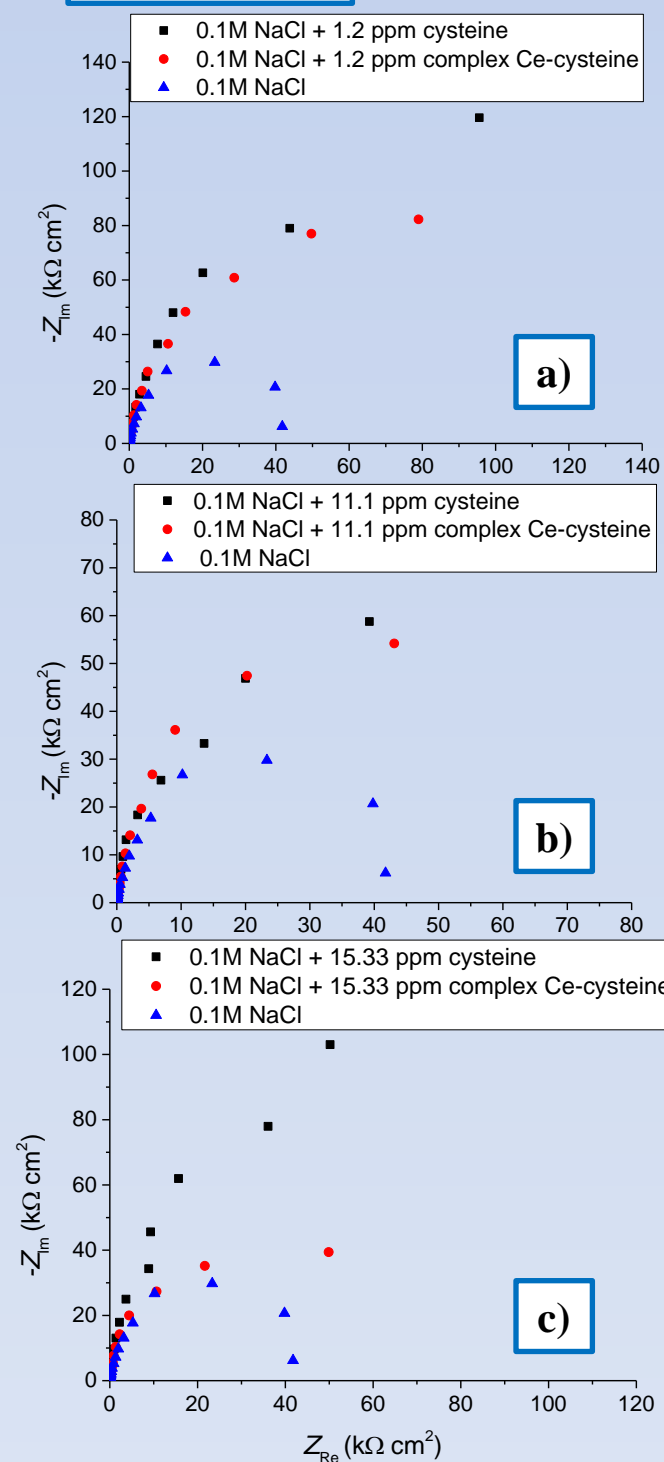 0.1M NaCl + 1.2 ppm cysteine
0.1M NaCl + 1.2 ppm complex Ce-cysteine
0.1M NaCl
140
120
100
80
60
40
20
0
-Z_Im (kΩ cm²)
a)
0 20 40 60 80 100 120 140
0.1M NaCl + 11.1 ppm cysteine
0.1M NaCl + 11.1 ppm complex Ce-cysteine
0.1M NaCl
80
70
60
50
40
30
20
10
0
-Z_Im (kΩ cm²)
b)
0 10 20 30 40 50 60 70 80
0.1M NaCl + 15.33 ppm cysteine
0.1M NaCl + 15.33 ppm complex Ce-cysteine
0.1M NaCl
120
100
80
60
40
20
0
-Z_Im (kΩ cm²)
c)
0 20 40 60 80 100 120
Z_Re (kΩ cm²)